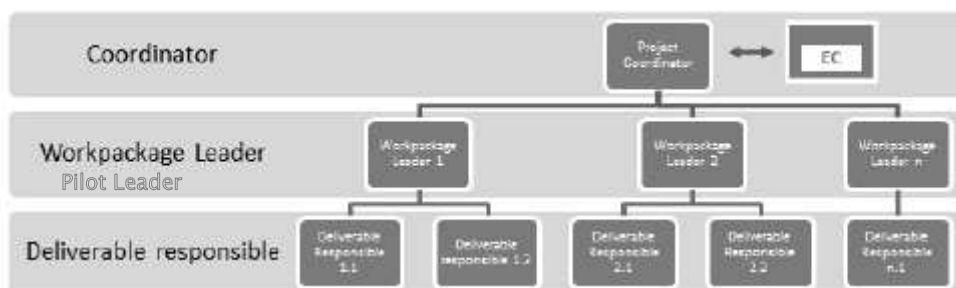 Coordinator
Project
Coordinator
EC
Workpackage Leader
Pilot Leader
Workpackage
Leader 1
Workpackage
Leader 2
Workpackage
Leader n
Deliverable responsible
Deliverable
Responsible
1.1
Deliverable
responsible 1.2
Deliverable
Responsible
2.1
Deliverable
Responsible
2.2
Deliverable
Responsible
n.1